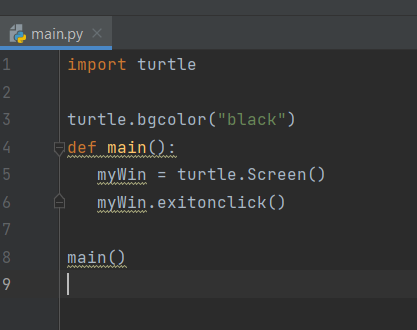 main.py
1 import turtle
2
3 turtle.bgcolor("black")
4 def main():
5    myWin = turtle.Screen()
6    myWin.exitonclick()
7
8 main()
9